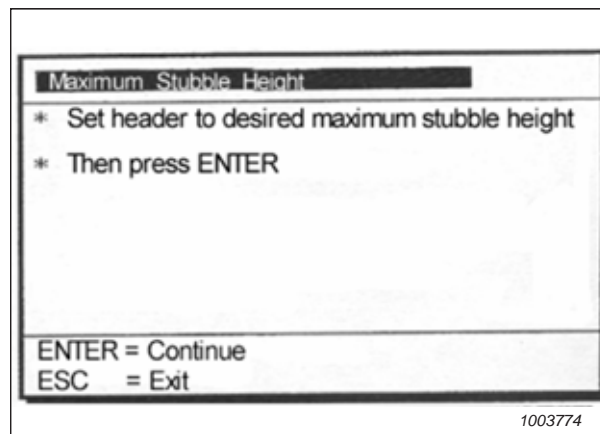 Maximum Stubble Height
* Set header to desired maximum stubble height
* Then press ENTER
ENTER = Continue
ESC = Exit
1003774